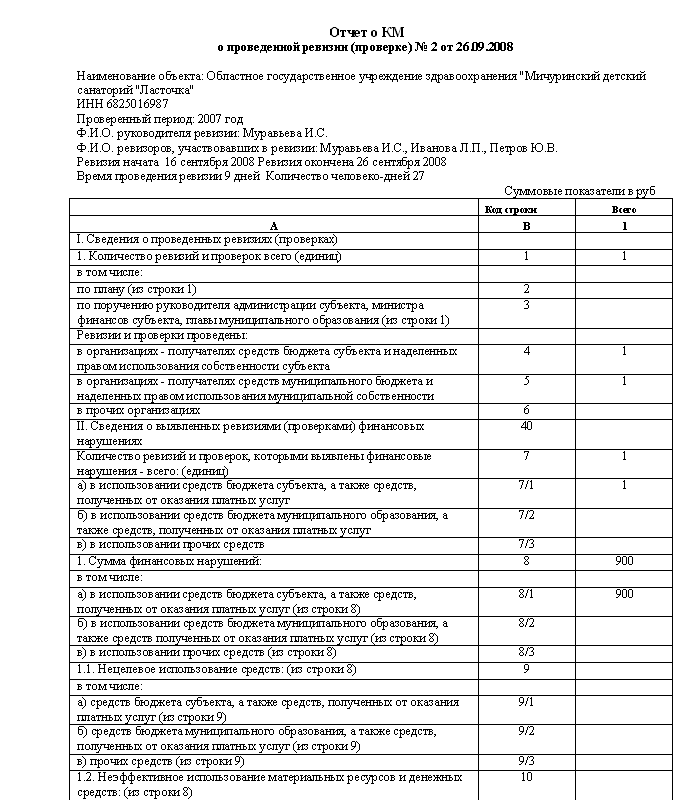 Отчет о КМ
о проведенной ревизии (проверке) № 2 от 26.09.2008
Наименование объекта: Областное государственное учреждение здравоохранения "Мичуринский детский
санаторий "Ласточка"
ИНН 6825016987
Проверенный период: 2007 год
Ф.И.О. руководителя ревизии: Муравьева И.С.
Ф.И.О. ревизоров, участвовавших в ревизии: Муравьева И.С., Иванова Л.П., Петров Ю.В.
Ревизия начата 16 сентября 2008 Ревизия окончена 26 сентября 2008
Время проведения ревизии 9 дней Количество человеко-дней 27
Суммовые показатели в руб
Код строки Всего
А В 1
I. Сведения о проведенных ревизиях (проверках)
1. Количество ревизий и проверок всего (единиц) 1 1
в том числе:
по плану (из строки 1) 2
по поручению руководителя администрации субъекта, министра 3
финансов субъекта, главы муниципального образования (из строки 1)
Ревизии и проверки проведены:
в организациях - получателях средств бюджета субъекта и наделенных 4 1
правом использования собственности субъекта
в организациях - получателях средств муниципального бюджета и 5 1
наделенных правом использования муниципальной собственности
в прочих организациях 6
II. Сведения о выявленных ревизиями (проверками) финансовых 40
нарушениях
Количество ревизий и проверок, которыми выявлены финансовые 7 1
нарушения - всего: (единиц)
а) в использовании средств бюджета субъекта, а также средств, 7/1 1
полученных от оказания платных услуг
б) в использовании средств бюджета муниципального образования, а 7/2
также средств, полученных от оказания платных услуг
в) в использовании прочих средств 7/3
1. Сумма финансовых нарушений: 8 900
в том числе:
а) в использовании средств бюджета субъекта, а также средств, 8/1 900
полученных от оказания платных услуг (из строки 8)
б) в использовании средств бюджета муниципального образования, а 8/2
также средств полученных от оказания платных услуг (из строки 8)
в) в использовании прочих средств (из строки 8) 8/3
1.1. Нецелевое использование средств: (из строки 8) 9
в том числе:
а) средств бюджета субъекта, а также средств, полученных от оказания 9/1
платных услуг (из строки 9)
б) средств бюджета муниципального образования, а также средств, 9/2
полученных от оказания платных услуг (из строки 9)
в) прочих средств (из строки 9) 9/3
1.2. Неэффективное использование материальных ресурсов и денежных 10
средств: (из строки 8)